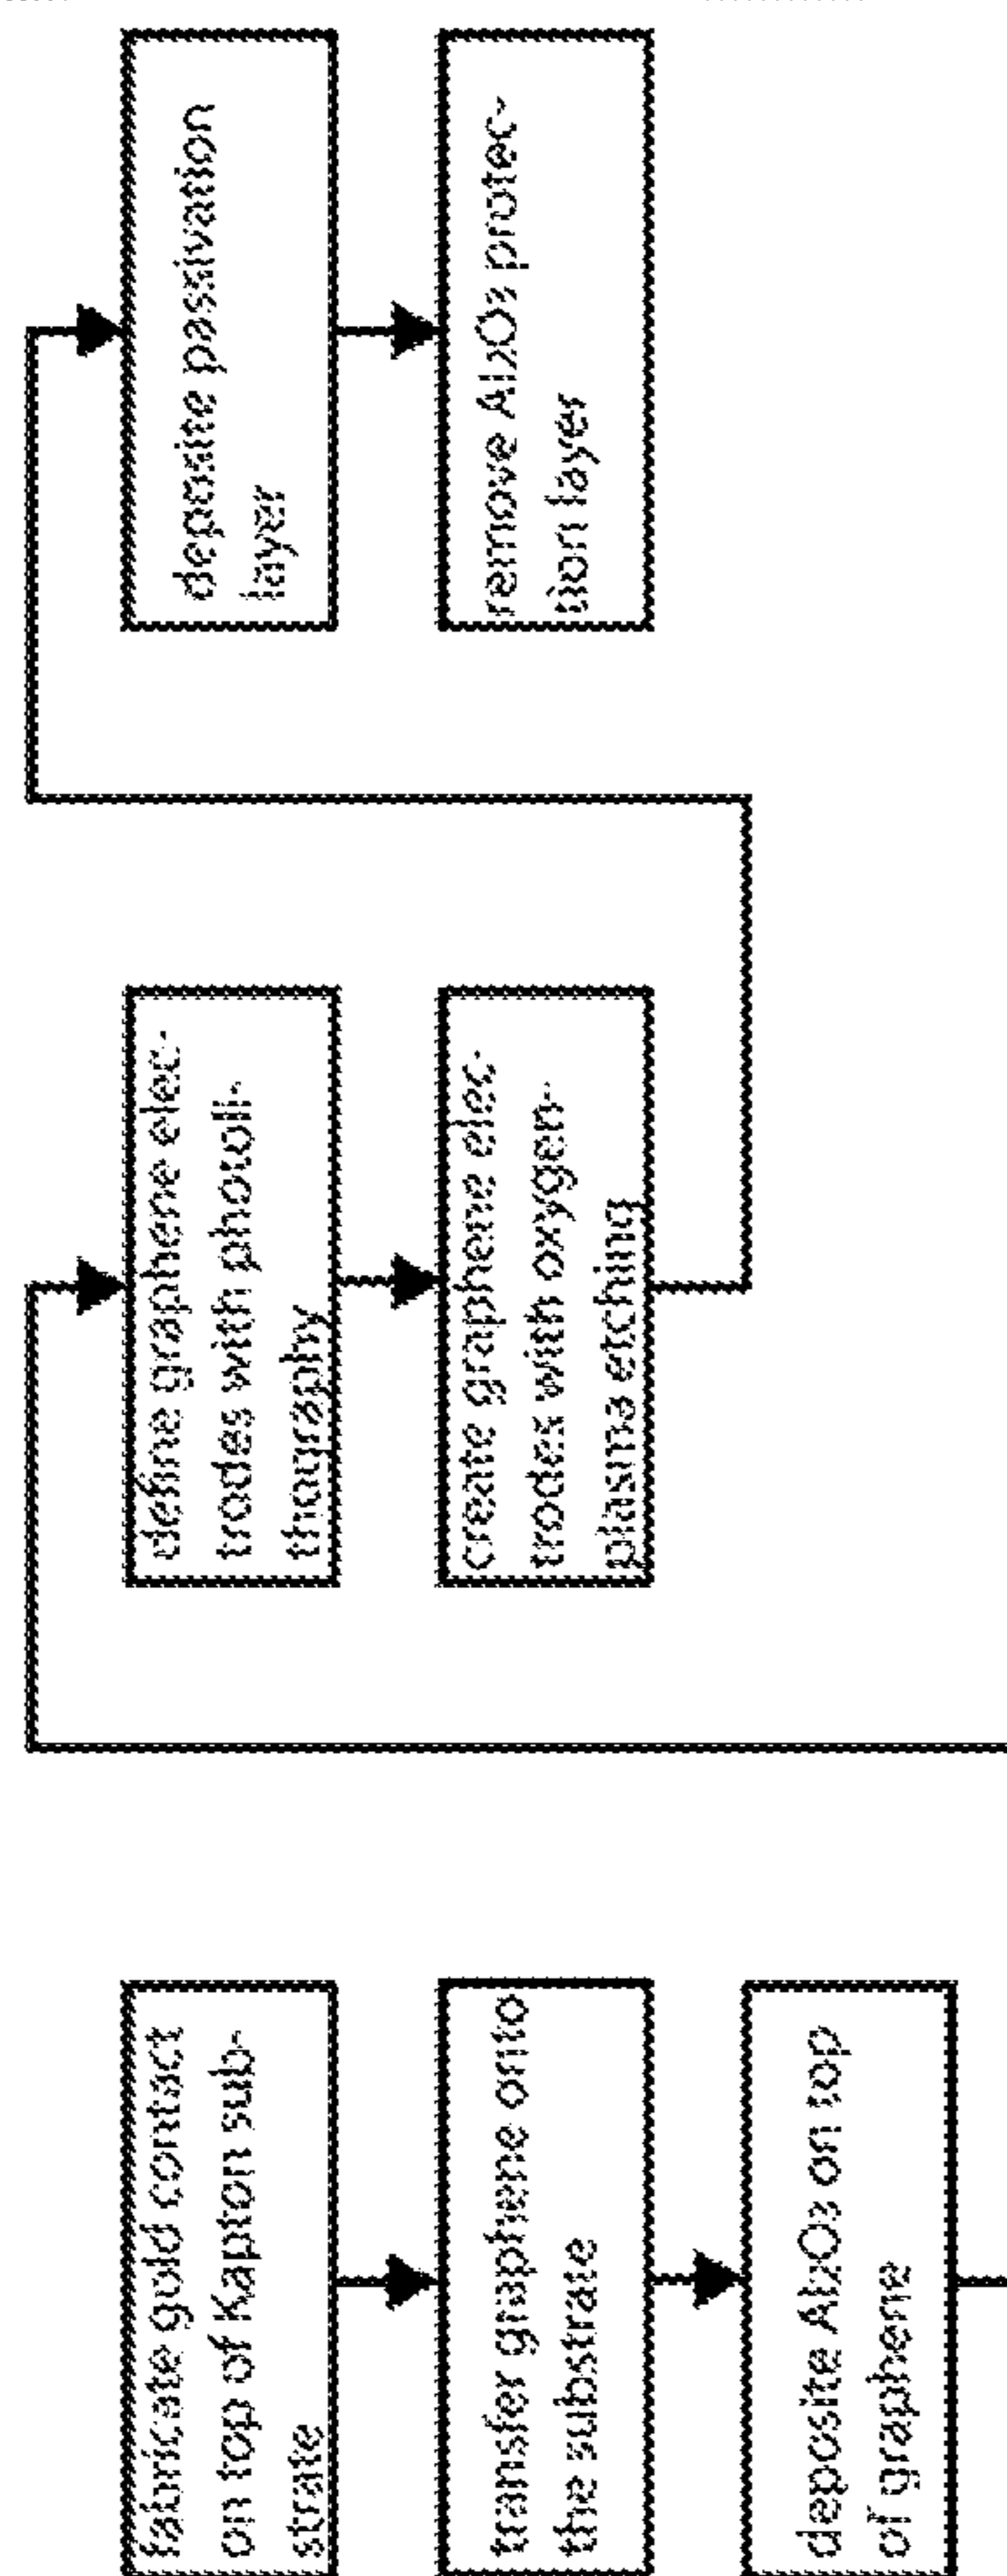 fabricate gold contact
on top of Kapton sub-
strate
transfer graphene onto
the substrate
deposite Al2O3 on top
of graphene
define graphene elec-
trodes with photoli-
thography
create graphene elec-
trodes with oxygen-
plasma etching
deposite passivation
layer
remove Al2O3 protec-
tion layer